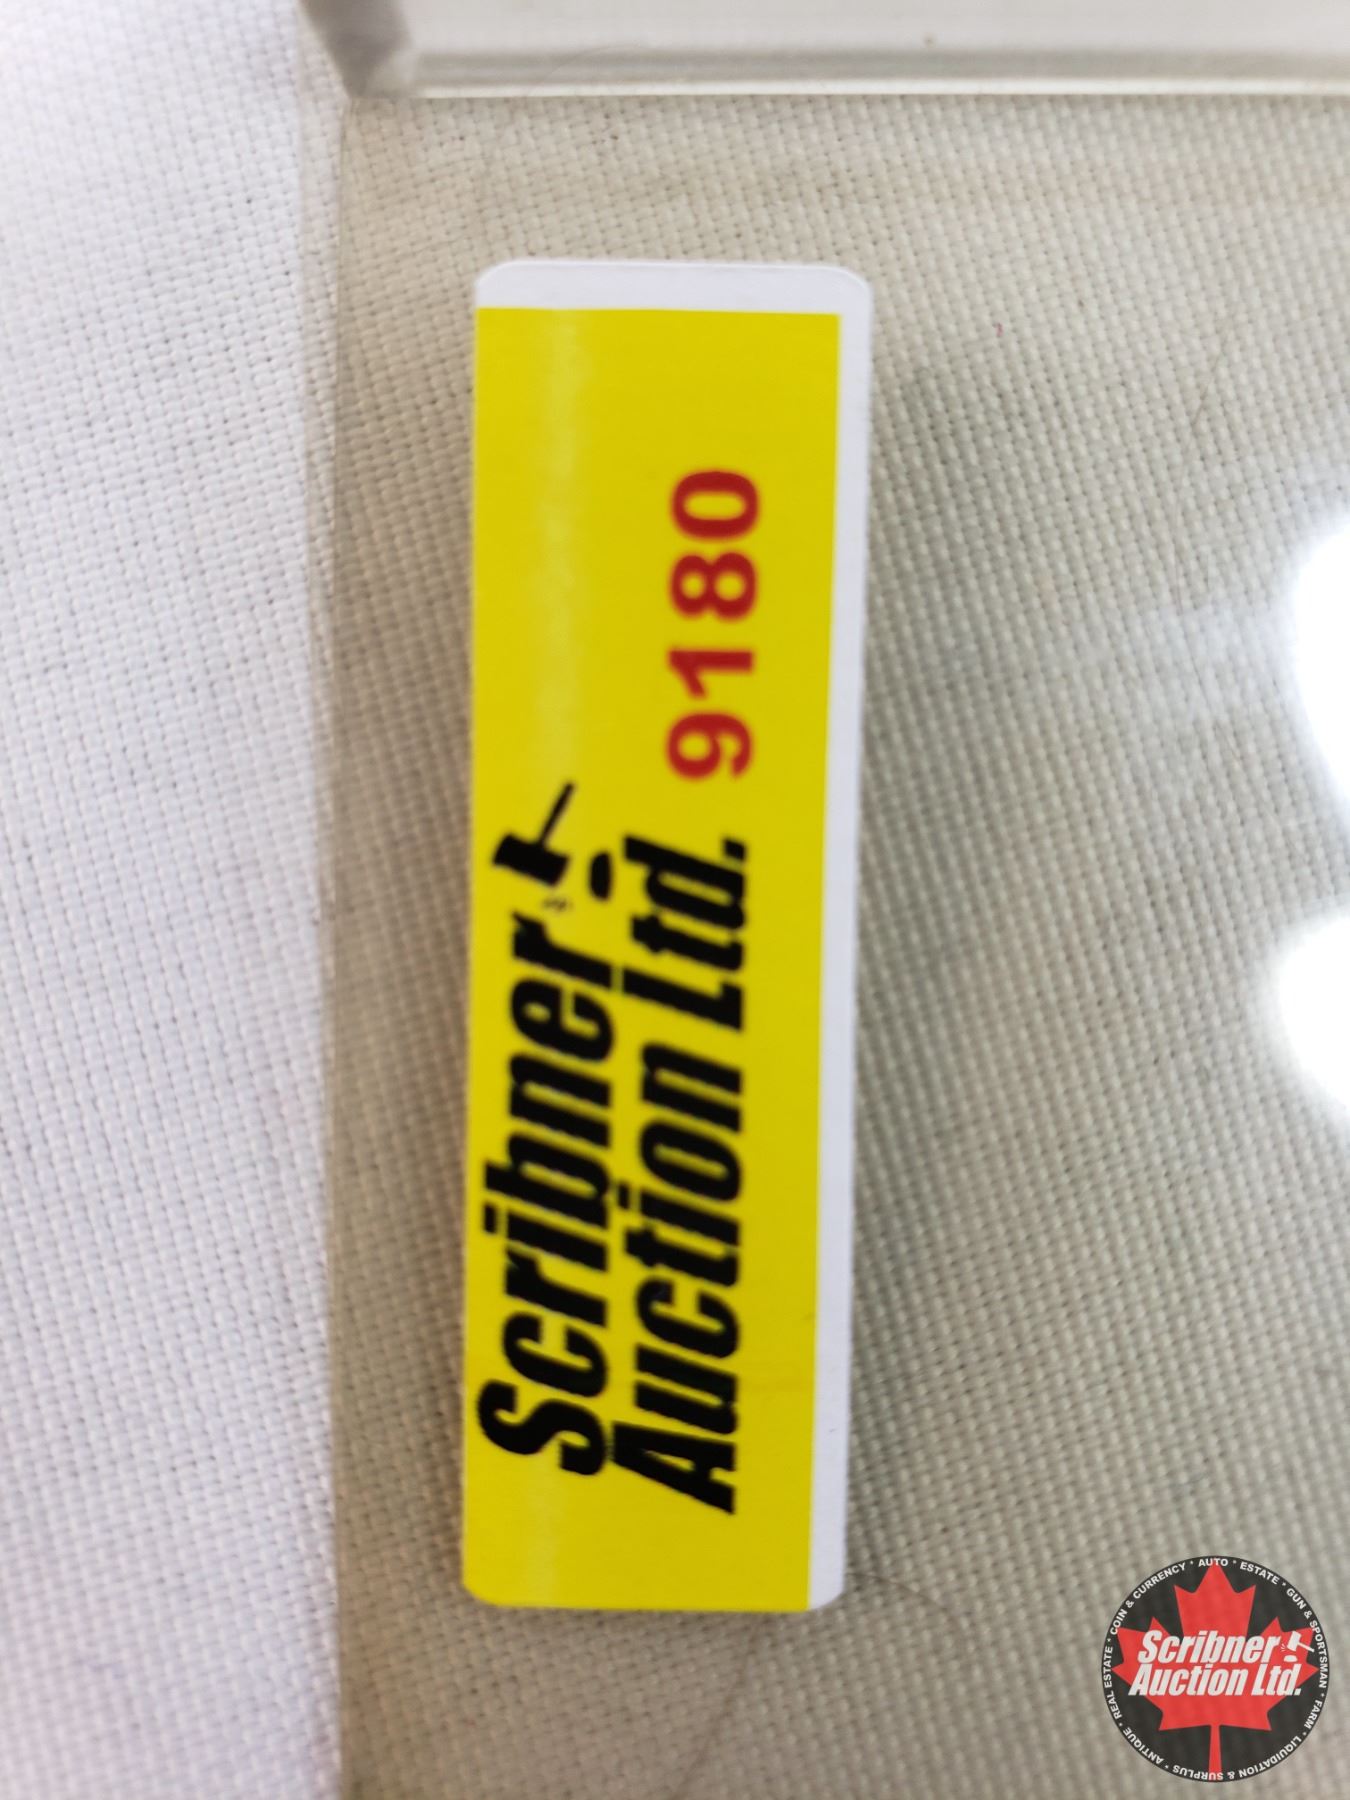 Scribner
Auction Ltd. 9180
COIN & CURRENCY * AUTO * ESTATE * GUN & SPORTSMAN * FARM * LIQUIDATION & SURPLUS * ANTIQUE * REAL ESTATE *
Scribner
Auction Ltd.